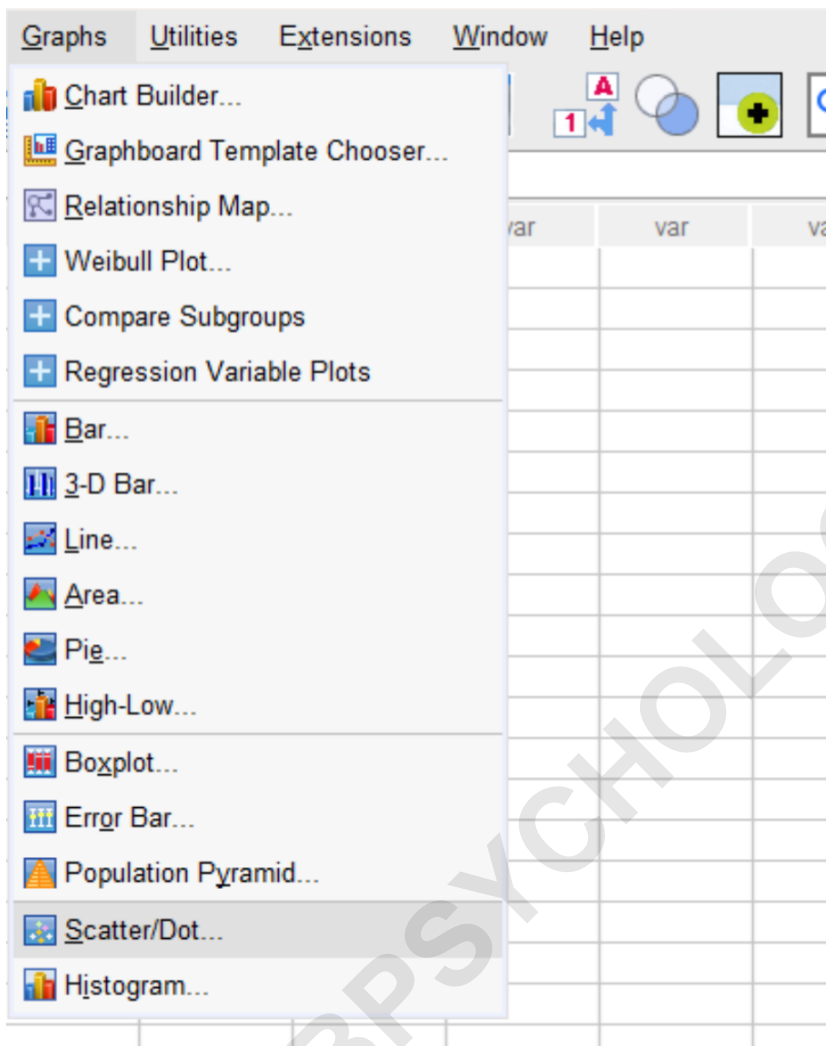 Graphs Utilities Extensions Window Help
Chart Builder...
A
1
Graphboard Template Chooser...
Relationship Map...
var var
Weibull Plot...
Compare Subgroups
Regression Variable Plots
Bar...
3-D Bar...
Line...
Area...
Pie...
High-Low...
Boxplot...
Error Bar...
Population Pyramid...
Scatter/Dot...
Histogram...